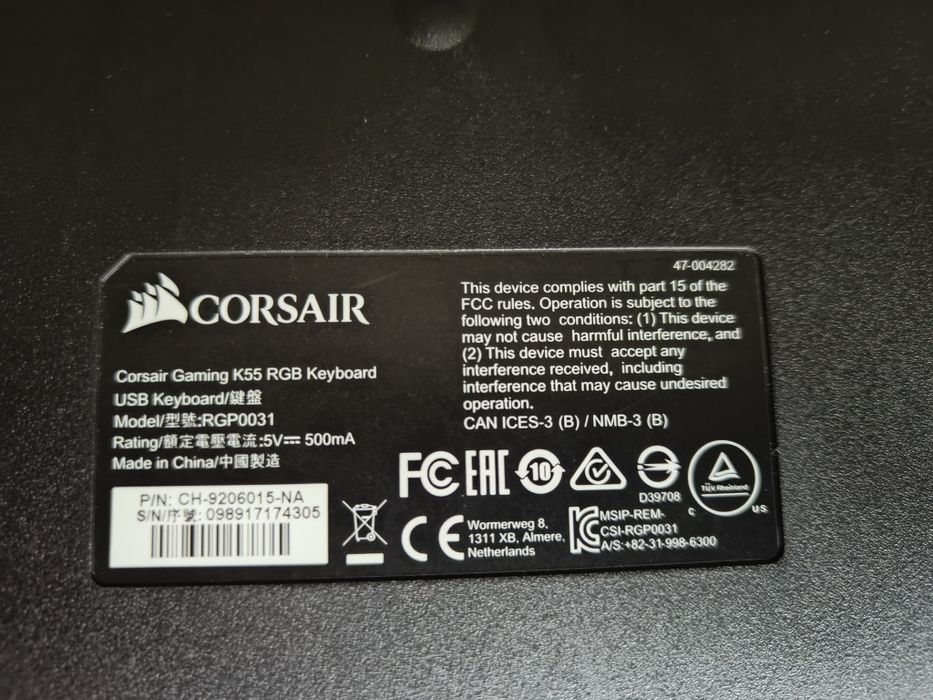 47-004282
CORSAIR
Corsair Gaming K55 RGB Keyboard
USB Keyboard/鍵盤
Model/型號:RGP0031
Rating/額定電壓電流:5V⎓ 500mA
Made in China/中國製造
P/N: CH-9206015-NA
S/N/序號: 098917174305
This device complies with part 15 of the
FCC rules. Operation is subject to the
following two conditions: (1) This device
may not cause harmful interference, and
(2) This device must accept any
interference received, including
interference that may cause undesired
operation.
CAN ICES-3 (B) / NMB-3 (B)
FC EAC 10
D39708
TÜV Rheinland
C US
CE
Wormerweg 8,
1311 XB, Almere,
Netherlands
KC
MSIP-REM-
CSI-RGP0031
A/S:+82-31-998-6300